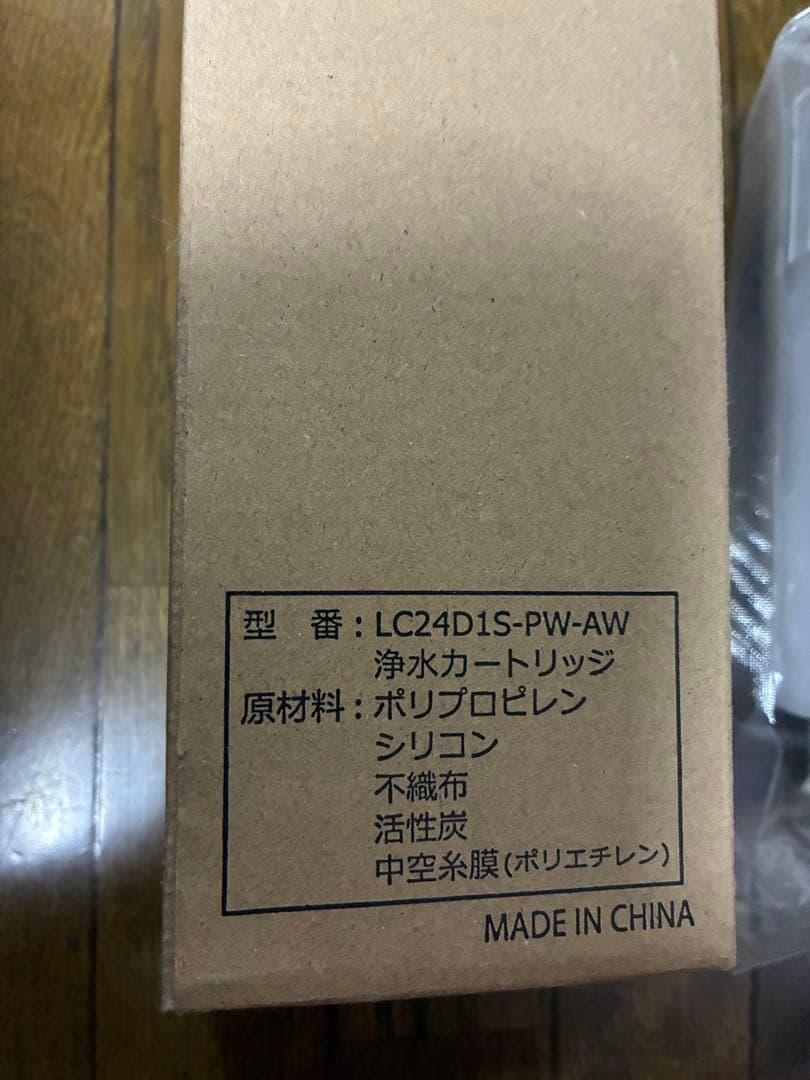 型 番：LC24D1S-PW-AW
浄水カートリッジ
原材料：ポリプロピレン
シリコン
不織布
活性炭
中空糸膜(ポリエチレン)
MADE IN CHINA